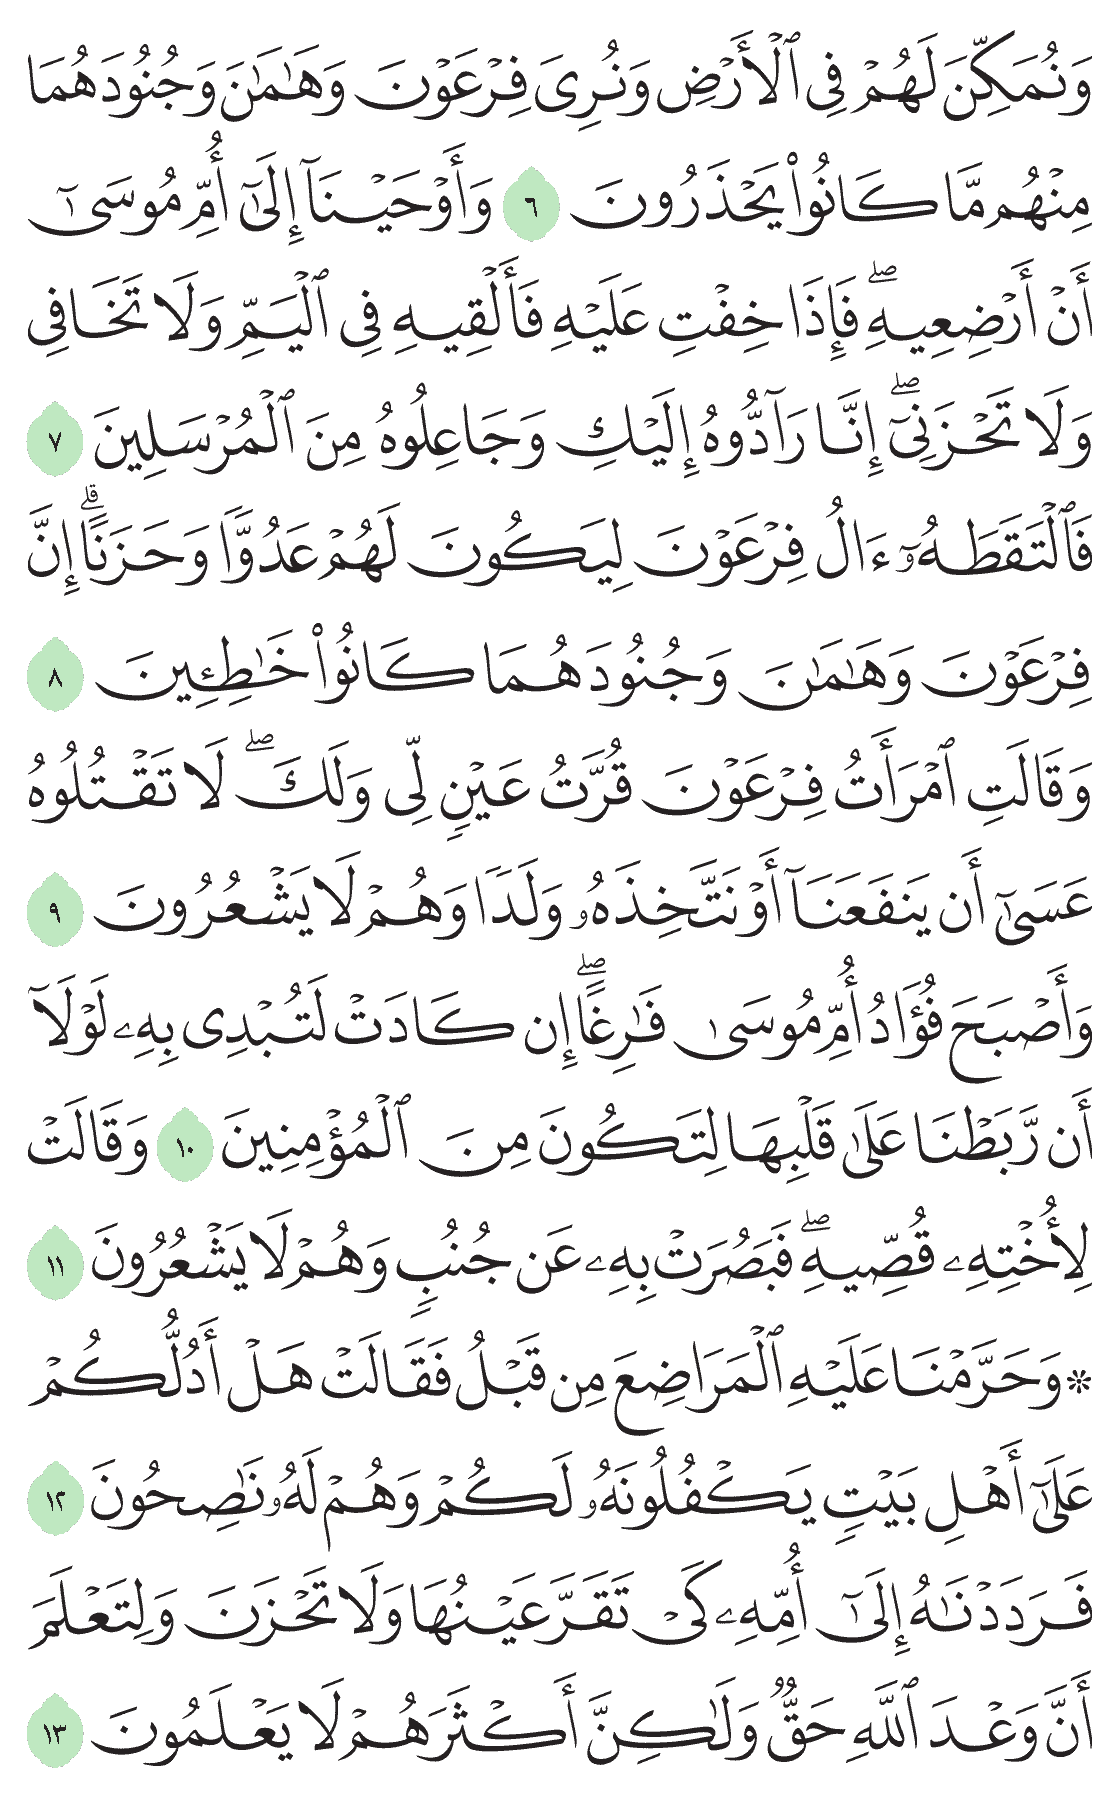 وَنُمَكِّنَ لَهُمۡ فِي ٱلۡأَرۡضِ وَنُرِيَ فِرۡعَوۡنَ وَهَٰمَٰنَ وَجُنُودَهُمَا
مِنۡهُم مَّا كَانُواْ يَحۡذَرُونَ ٦ وَأَوۡحَيۡنَآ إِلَىٰٓ أُمِّ مُوسَىٰٓ
أَنۡ أَرۡضِعِيهِۖ فَإِذَا خِفۡتِ عَلَيۡهِ فَأَلۡقِيهِ فِي ٱلۡيَمِّ وَلَا تَخَافِي
وَلَا تَحۡزَنِيٓۖ إِنَّا رَآدُّوهُ إِلَيۡكِ وَجَاعِلُوهُ مِنَ ٱلۡمُرۡسَلِينَ ٧
فَٱلۡتَقَطَهُۥٓ ءَالُ فِرۡعَوۡنَ لِيَكُونَ لَهُمۡ عَدُوّٗا وَحَزَنًاۗ إِنَّ
فِرۡعَوۡنَ وَهَٰمَٰنَ وَجُنُودَهُمَا كَانُواْ خَٰطِـِٔينَ ٨
وَقَالَتِ ٱمۡرَأَتُ فِرۡعَوۡنَ قُرَّتُ عَيۡنٖ لِّي وَلَكَۖ لَا تَقۡتُلُوهُ
عَسَىٰٓ أَن يَنفَعَنَآ أَوۡ نَتَّخِذَهُۥ وَلَدٗا وَهُمۡ لَا يَشۡعُرُونَ ٩
وَأَصۡبَحَ فُؤَادُ أُمِّ مُوسَىٰ فَٰرِغًاۖ إِن كَادَتۡ لَتُبۡدِي بِهِۦ لَوۡلَآ
أَن رَّبَطۡنَا عَلَىٰ قَلۡبِهَا لِتَكُونَ مِنَ ٱلۡمُؤۡمِنِينَ ١٠ وَقَالَتۡ
لِأُخۡتِهِۦ قُصِّيهِۖ فَبَصُرَتۡ بِهِۦ عَن جُنُبٖ وَهُمۡ لَا يَشۡعُرُونَ ١١
۞ وَحَرَّمۡنَا عَلَيۡهِ ٱلۡمَرَاضِعَ مِن قَبۡلُ فَقَالَتۡ هَلۡ أَدُلُّكُمۡ
عَلَىٰٓ أَهۡلِ بَيۡتٖ يَكۡفُلُونَهُۥ لَكُمۡ وَهُمۡ لَهُۥ نَٰصِحُونَ ١٢
فَرَدَدۡنَٰهُ إِلَىٰٓ أُمِّهِۦ كَيۡ تَقَرَّ عَيۡنُهَا وَلَا تَحۡزَنَ وَلِتَعۡلَمَ
أَنَّ وَعۡدَ ٱللَّهِ حَقّٞ وَلَٰكِنَّ أَكۡثَرَهُمۡ لَا يَعۡلَمُونَ ١٣